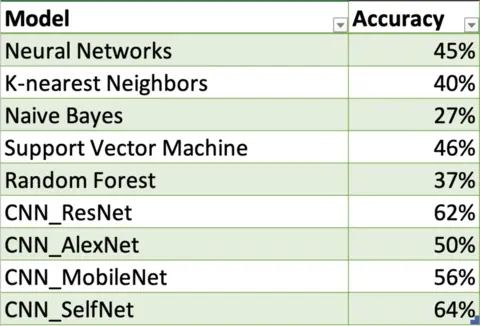 Model Accuracy
Neural Networks 45%
K-nearest Neighbors 40%
Naive Bayes 27%
Support Vector Machine 46%
Random Forest 37%
CNN_ResNet 62%
CNN_AlexNet 50%
CNN_MobileNet 56%
CNN_SelfNet 64%